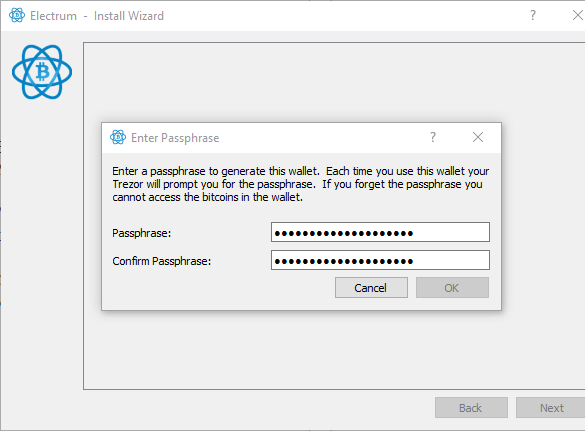 Electrum - Install Wizard
Enter Passphrase
Enter a passphrase to generate this wallet. Each time you use this wallet your
Trezor will prompt you for the passphrase. If you forget the passphrase you
cannot access the bitcoins in the wallet.
Passphrase: ●●●●●●●●●●●●●●●●●●●●
Confirm Passphrase: ●●●●●●●●●●●●●●●●●●●●
Cancel OK
Back Next